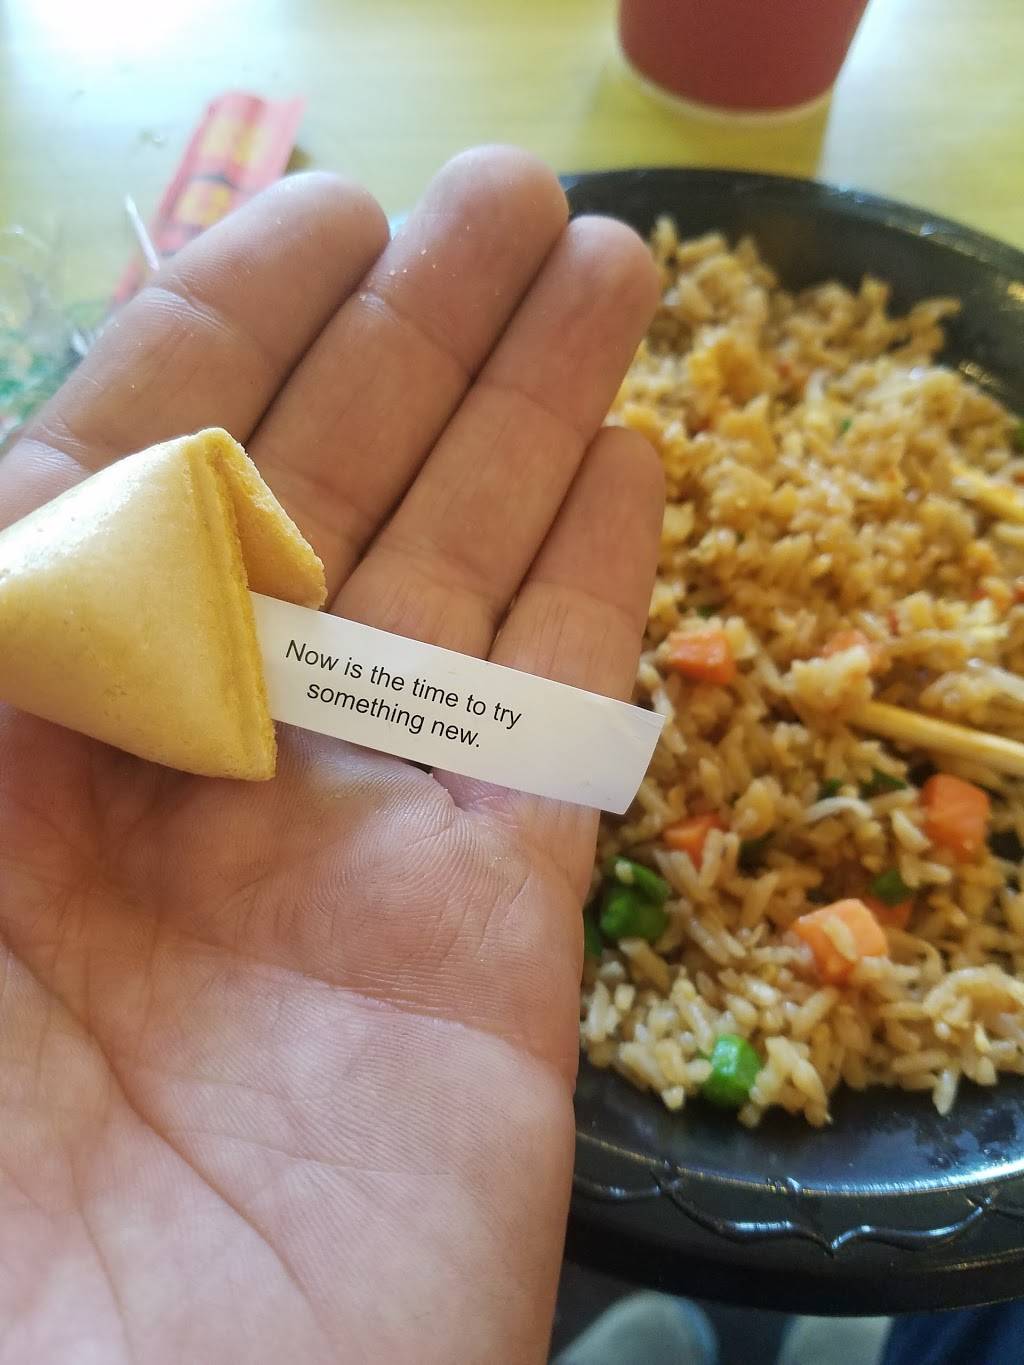 Now is the time to try
something new.